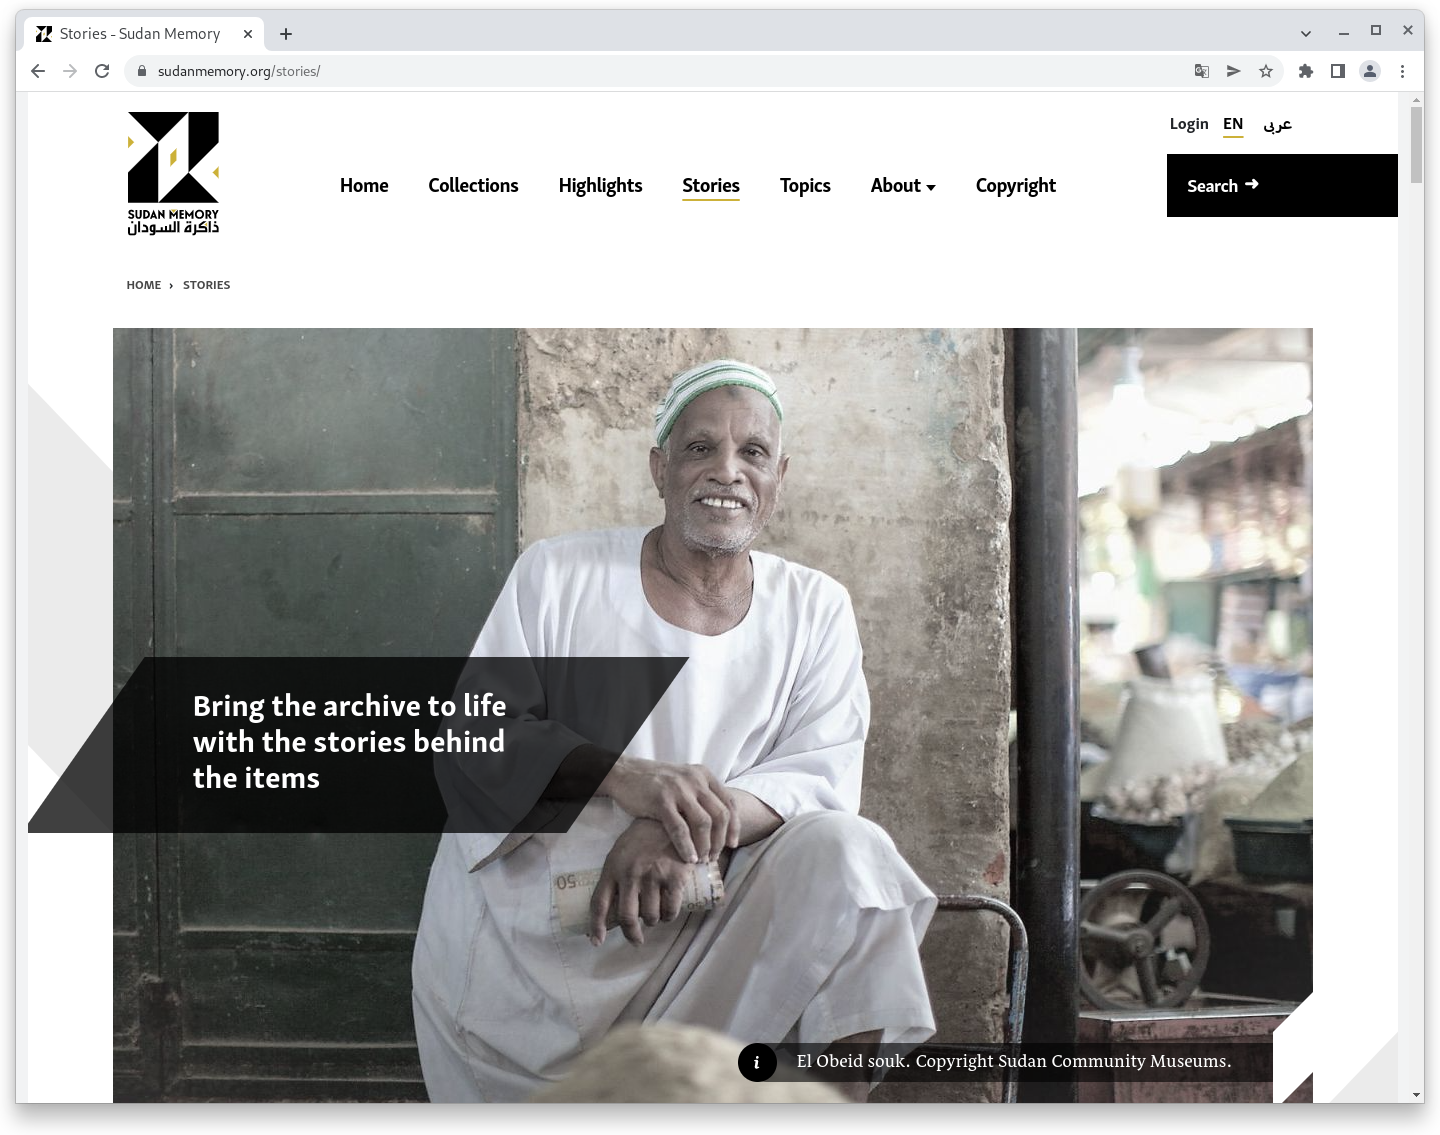 Stories - Sudan Memory
sudanmemory.org/stories/
Login EN عربى
SUDAN MEMORY
ذاكرة السودان
Home Collections Highlights Stories Topics About Copyright
Search
HOME › STORIES
Bring the archive to life
with the stories behind
the items
50
50
i El Obeid souk. Copyright Sudan Community Museums.